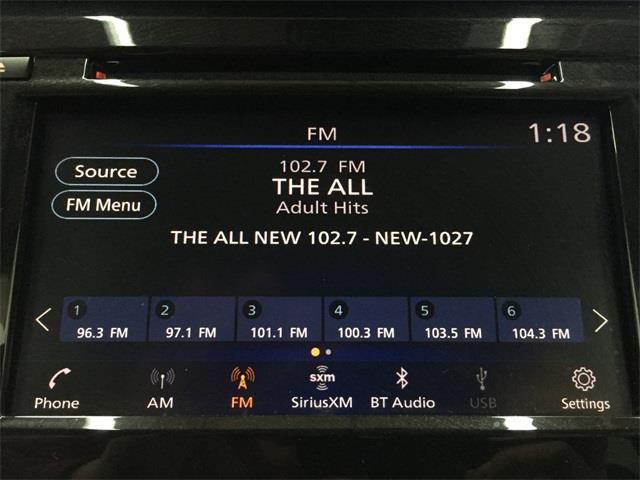 FM
1:18
Source
102.7 FM
THE ALL
FM Menu
Adult Hits
THE ALL NEW 102.7 - NEW-1027
1 2 3 4 5 6
96.3 FM 97.1 FM 101.1 FM 100.3 FM 103.5 FM 104.3 FM
sxm
Phone AM FM SiriusXM BT Audio USB Settings